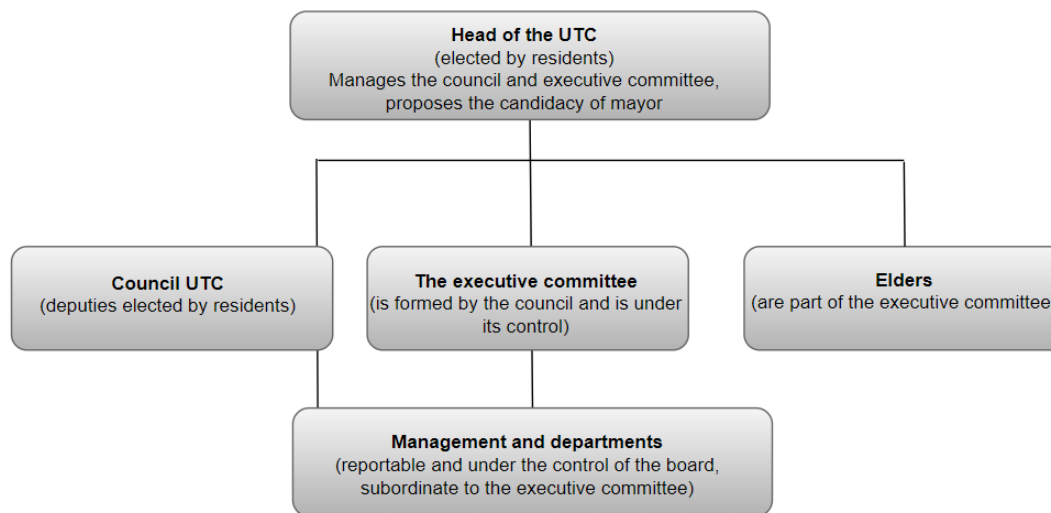 Head of the UTC
(elected by residents)
Manages the council and executive committee,
proposes the candidacy of mayor
Council UTC
(deputies elected by residents)
The executive committee
(is formed by the council and is under
its control)
Elders
(are part of the executive committee
Management and departments
(reportable and under the control of the board,
subordinate to the executive committee)